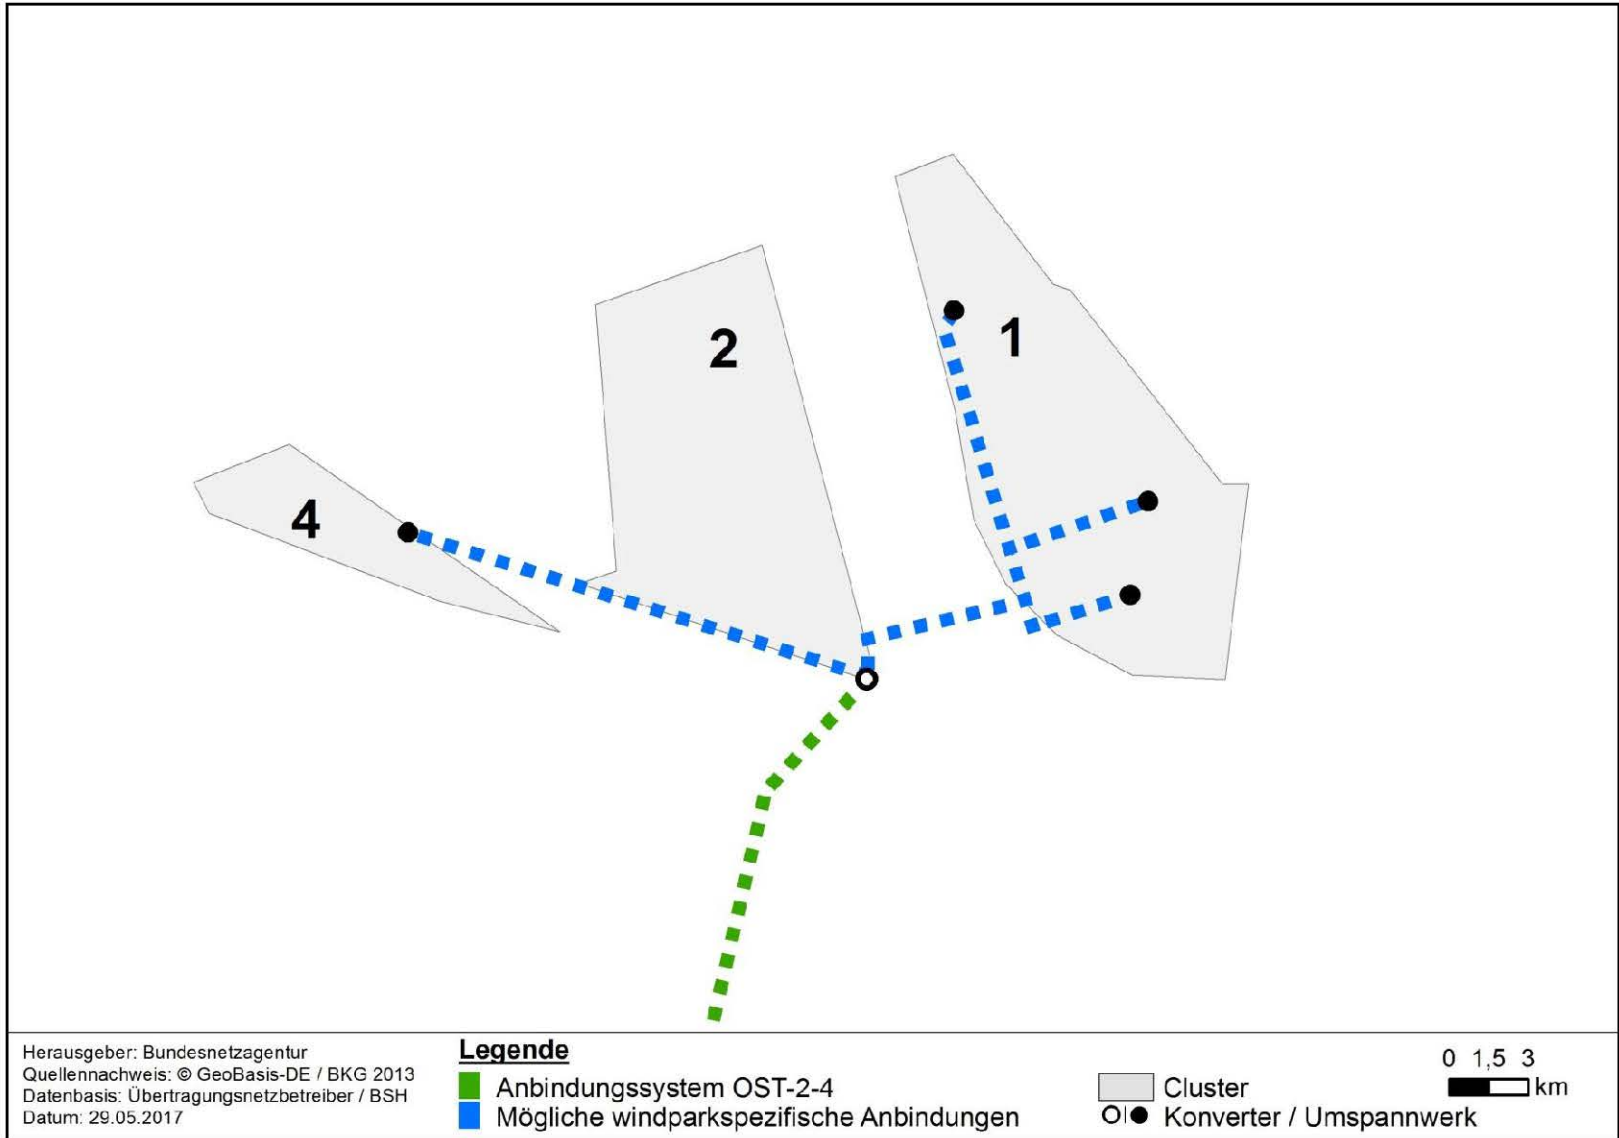 1
2
4
Herausgeber: Bundesnetzagentur
Quellennachweis: © GeoBasis-DE / BKG 2013
Datenbasis: Übertragungsnetzbetreiber / BSH
Datum: 29.05.2017
Legende
Anbindungssystem OST-2-4
Mögliche windparkspezifische Anbindungen
Cluster
Konverter / Umspannwerk
0 1,5 3
km